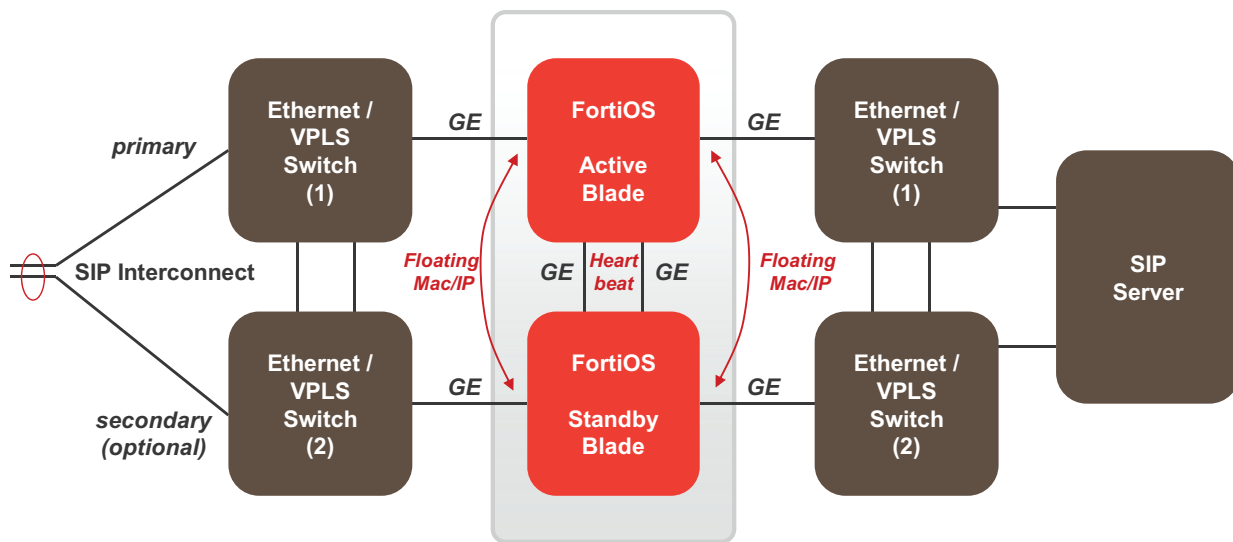 primary
Ethernet /
VPLS
Switch
(1)
GE
FortiOS
Active
Blade
GE
Ethernet /
VPLS
Switch
(1)
SIP Interconnect
Floating
Mac/IP
GE
Heart
beat
GE
Floating
Mac/IP
SIP
Server
secondary
(optional)
Ethernet /
VPLS
Switch
(2)
GE
FortiOS
Standby
Blade
GE
Ethernet /
VPLS
Switch
(2)